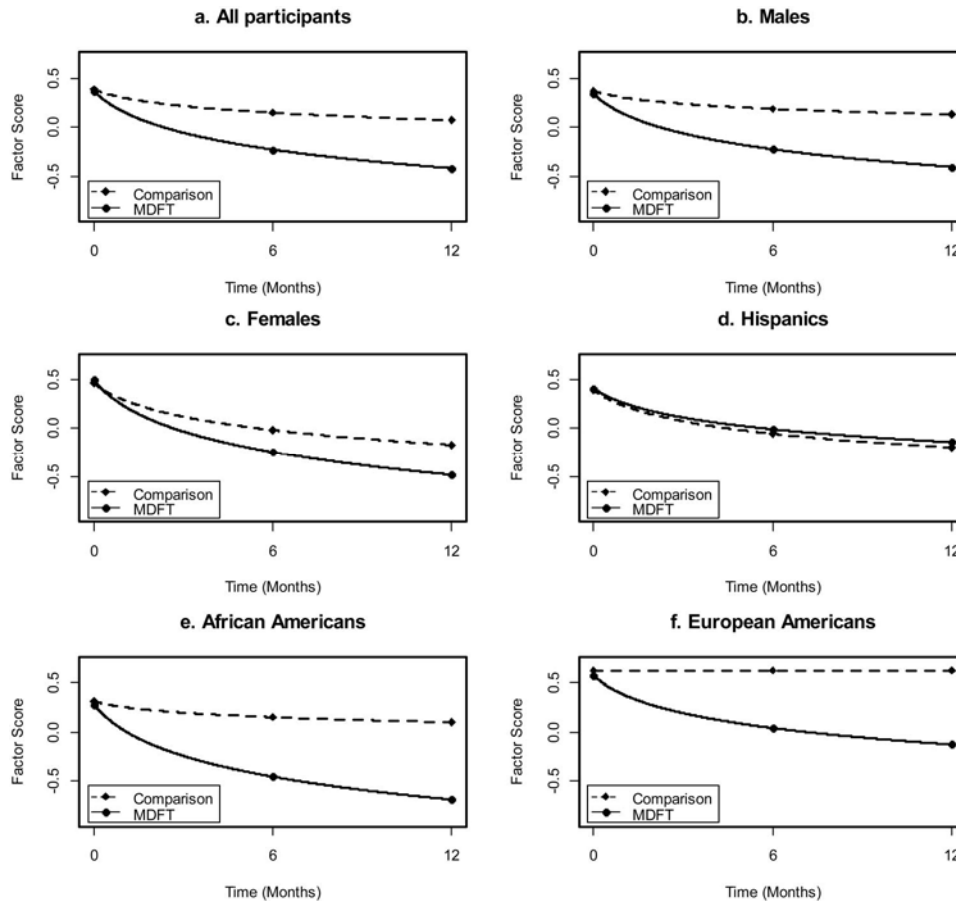 a. All participants
Factor Score
0.5
0.0
-0.5
Comparison
MDFT
0 6 12
Time (Months)
b. Males
Factor Score
0.5
0.0
-0.5
Comparison
MDFT
0 6 12
Time (Months)
c. Females
Factor Score
0.5
0.0
-0.5
Comparison
MDFT
0 6 12
Time (Months)
d. Hispanics
Factor Score
0.5
0.0
-0.5
Comparison
MDFT
0 6 12
Time (Months)
e. African Americans
Factor Score
0.5
0.0
-0.5
Comparison
MDFT
0 6 12
Time (Months)
f. European Americans
Factor Score
0.5
0.0
-0.5
Comparison
MDFT
0 6 12
Time (Months)